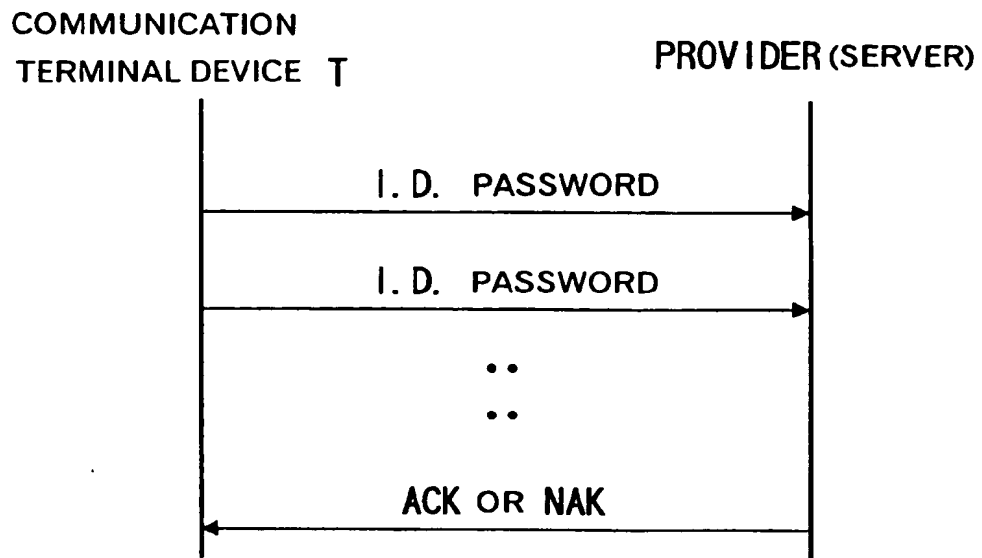 COMMUNICATION
TERMINAL DEVICE T
PROVIDER (SERVER)
I. D. PASSWORD
I. D. PASSWORD
ACK OR NAK